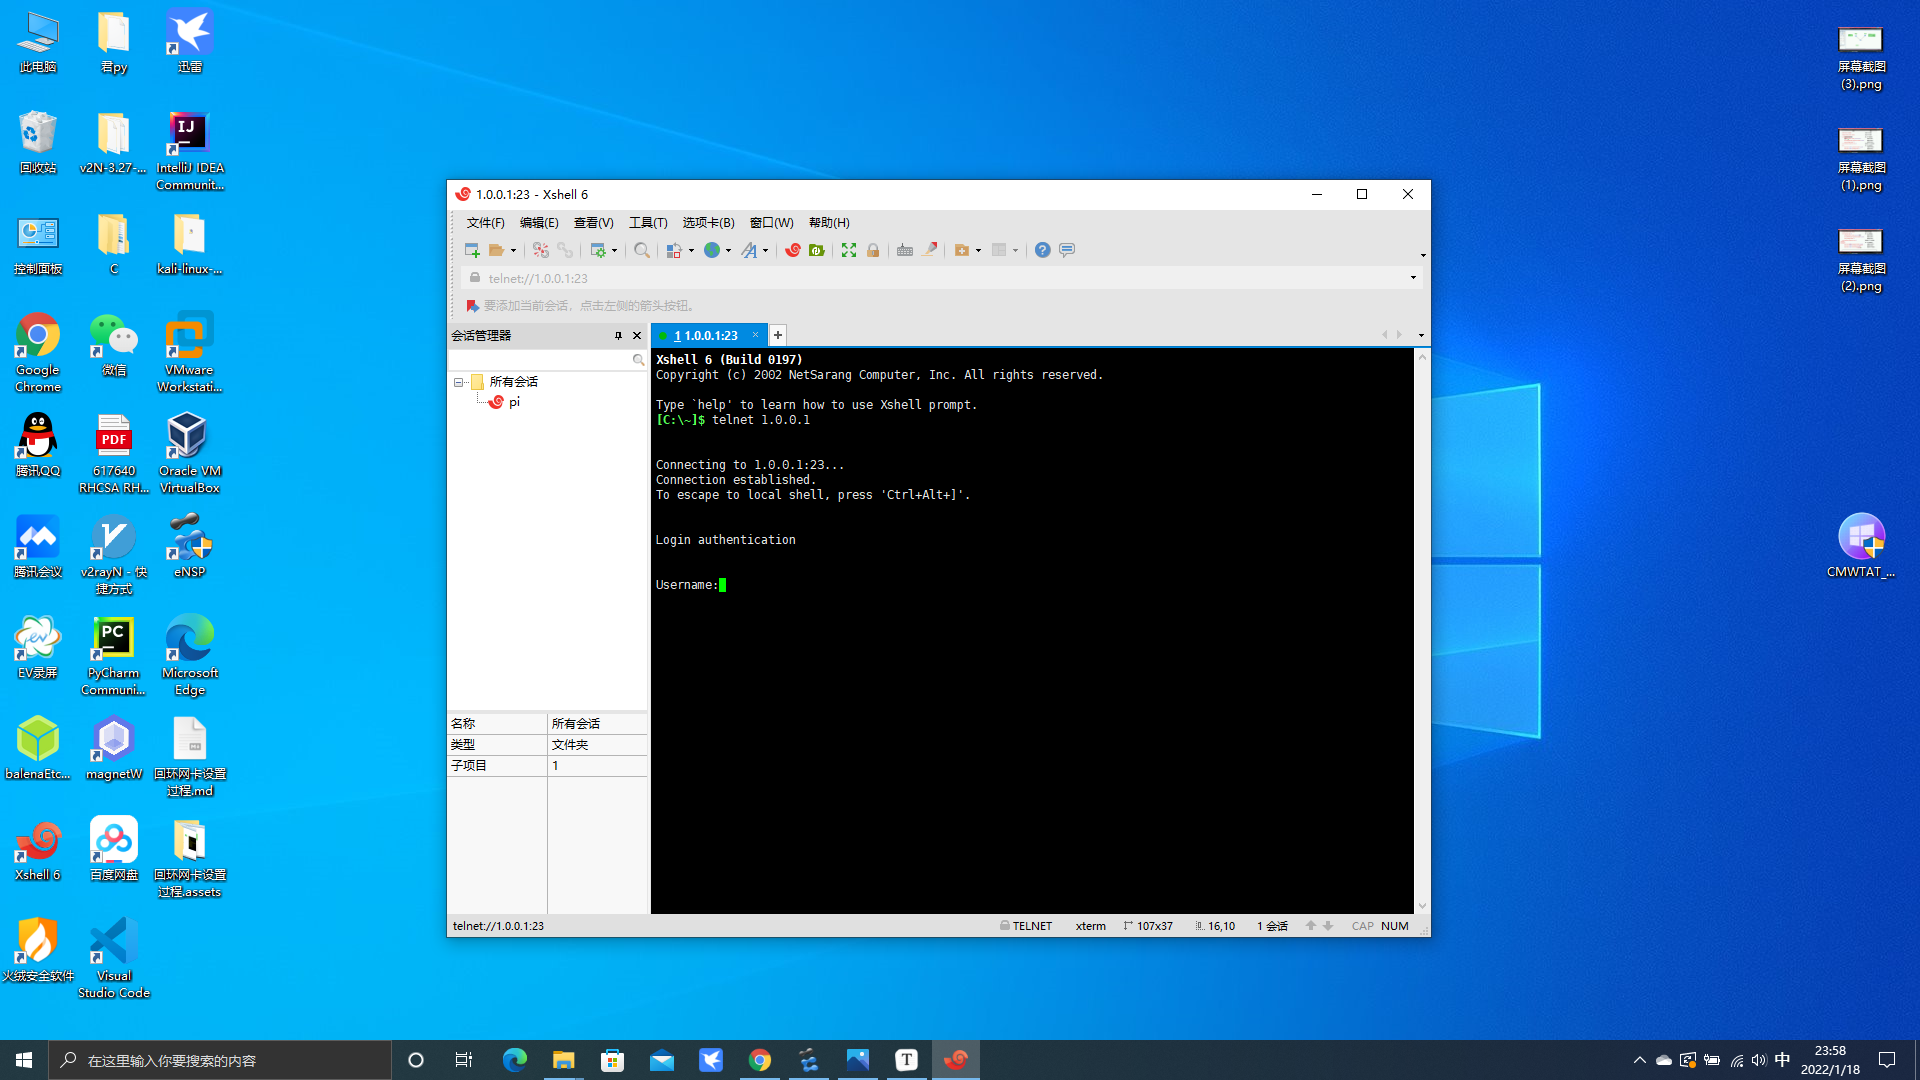 此电脑
君py
迅雷
回收站
v2N-3.27-...
IntelliJ IDEA
Communit...
控制面板
C
kali-linux-...
Google
Chrome
微信
VMware
Workstati...
腾讯QQ
617640
RHCSA RH...
Oracle VM
VirtualBox
腾讯会议
v2rayN - 快
捷方式
eNSP
EV录屏
PyCharm
Communi...
Microsoft
Edge
balenaEtc...
magnetW
回环网卡设置
过程.md
Xshell 6
百度网盘
回环网卡设置
过程.assets
火绒安全软件
Visual
Studio Code
屏幕截图
(3).png
屏幕截图
(1).png
屏幕截图
(2).png
CMWTAT_...
1.0.0.1:23 - Xshell 6
文件(F) 编辑(E) 查看(V) 工具(T) 选项卡(B) 窗口(W) 帮助(H)
telnet://1.0.0.1:23
要添加当前会话，点击左侧的箭头按钮。
会话管理器
1 1.0.0.1:23
所有会话
pi
名称 所有会话
类型 文件夹
子项目 1
Xshell 6 (Build 0197)
Copyright (c) 2002 NetSarang Computer, Inc. All rights reserved.
Type `help' to learn how to use Xshell prompt.
[C:\~]$ telnet 1.0.0.1
Connecting to 1.0.0.1:23...
Connection established.
To escape to local shell, press 'Ctrl+Alt+]'.
Login authentication
Username:
telnet://1.0.0.1:23 TELNET xterm 107x37 16,10 1 会话 CAP NUM
在这里输入你要搜索的内容
中
23:58
2022/1/18